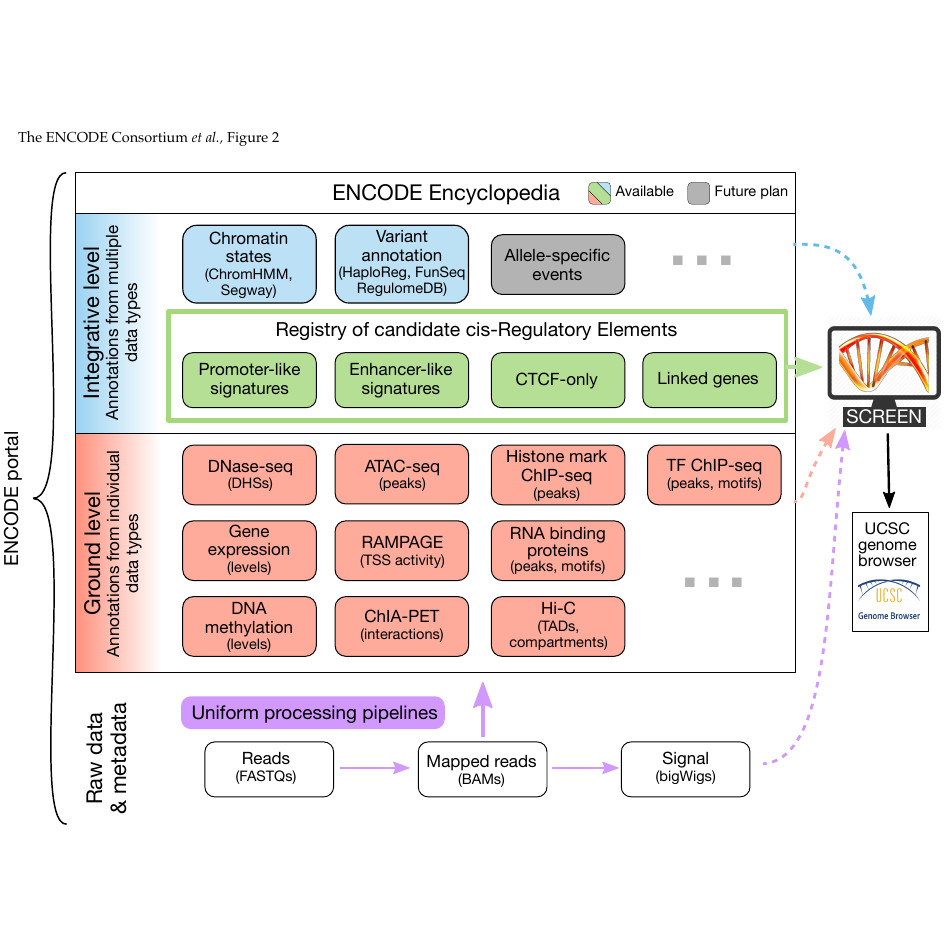 The ENCODE Consortium et al., Figure 2
ENCODE portal
ENCODE Encyclopedia
Available
Future plan
Integrative level
Annotations from multiple
data types
Chromatin
states
(ChromHMM,
Segway)
Variant
annotation
(HaploReg, FunSeq
RegulomeDB)
Allele-specific
events
Registry of candidate cis-Regulatory Elements
Promoter-like
signatures
Enhancer-like
signatures
CTCF-only
Linked genes
SCREEN
Ground level
Annotations from individual
data types
DNase-seq
(DHSs)
ATAC-seq
(peaks)
Histone mark
ChIP-seq
(peaks)
TF ChIP-seq
(peaks, motifs)
Gene
expression
(levels)
RAMPAGE
(TSS activity)
RNA binding
proteins
(peaks, motifs)
DNA
methylation
(levels)
ChIA-PET
(interactions)
Hi-C
(TADs,
compartments)
UCSC
genome
browser
UCSC
Genome Browser
Raw data
& metadata
Uniform processing pipelines
Reads
(FASTQs)
Mapped reads
(BAMs)
Signal
(bigWigs)